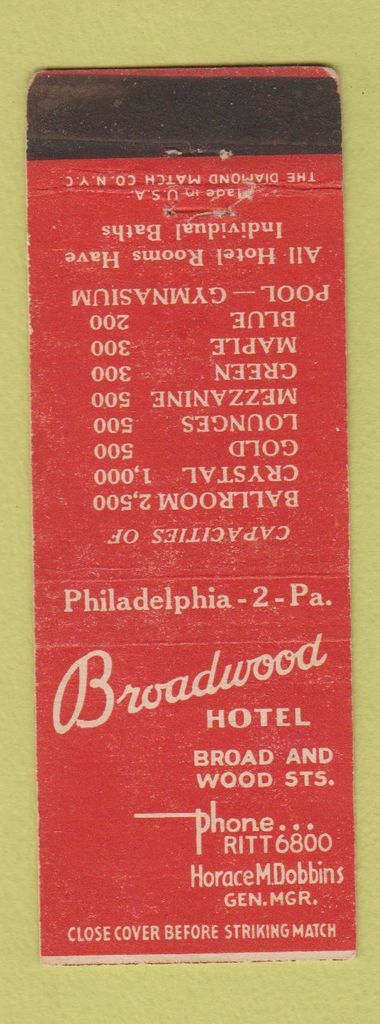 Philadelphia - 2 - Pa.
Broadwood
HOTEL
BROAD AND
WOOD STS.
phone...
RITT 6800
Horace M. Dobbins
GEN. MGR.
CLOSE COVER BEFORE STRIKING MATCH
CAPACITIES OF
BALLROOM 2,500
CRYSTAL 1,000
GOLD 500
LOUNGES 500
MEZZANINE 500
GREEN 300
MAPLE 300
BLUE 200
POOL — GYMNASIUM
All Hotel Rooms Have
Individual Baths
Made in U.S.A.
THE DIAMOND MATCH CO. N.Y.C